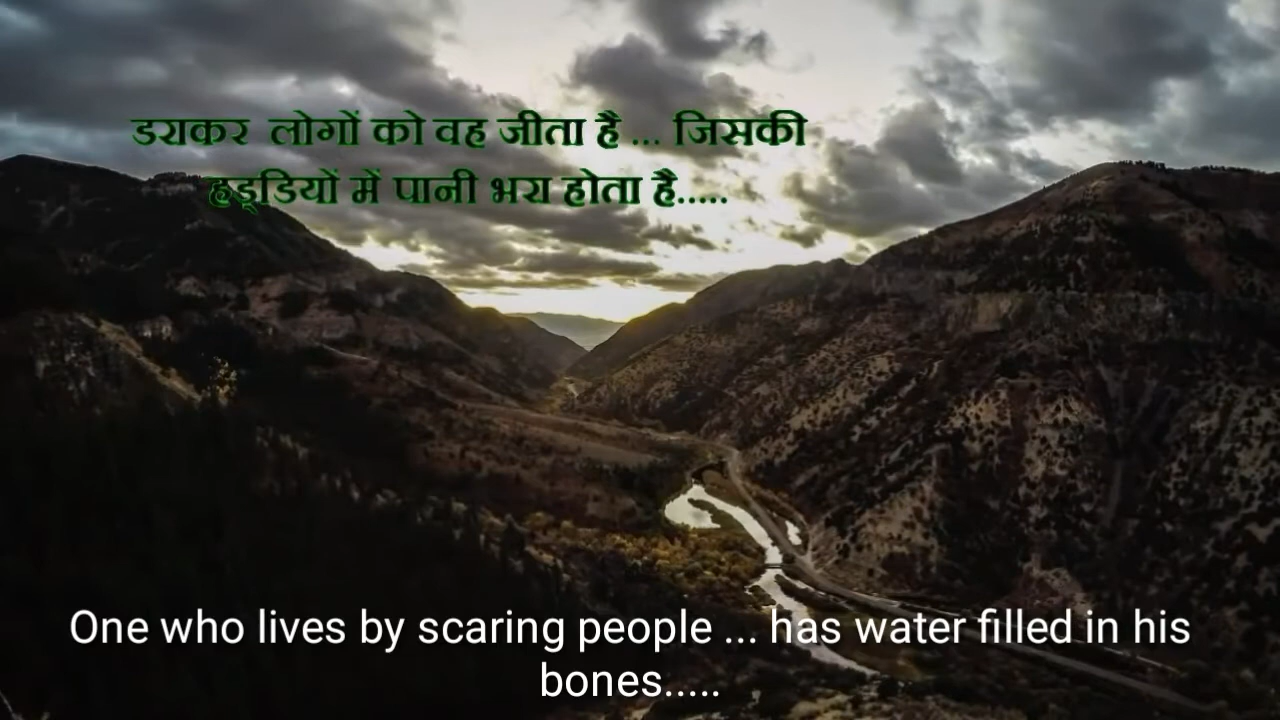 डराकर लोगों को वह जीता है ... जिसकी
हड्डियों में पानी भरा होता है.....
One who lives by scaring people ... has water filled in his
bones.....